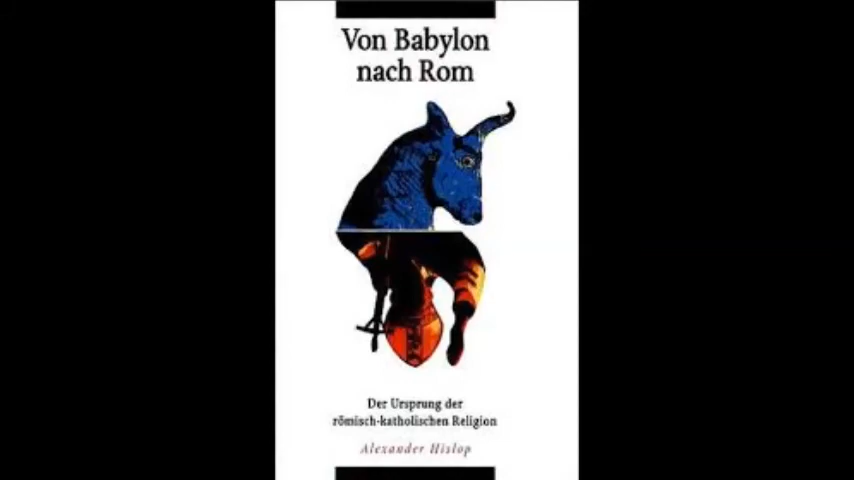 Von Babylon
nach Rom
Der Ursprung der
römisch-katholischen Religion
Alexander Hislop